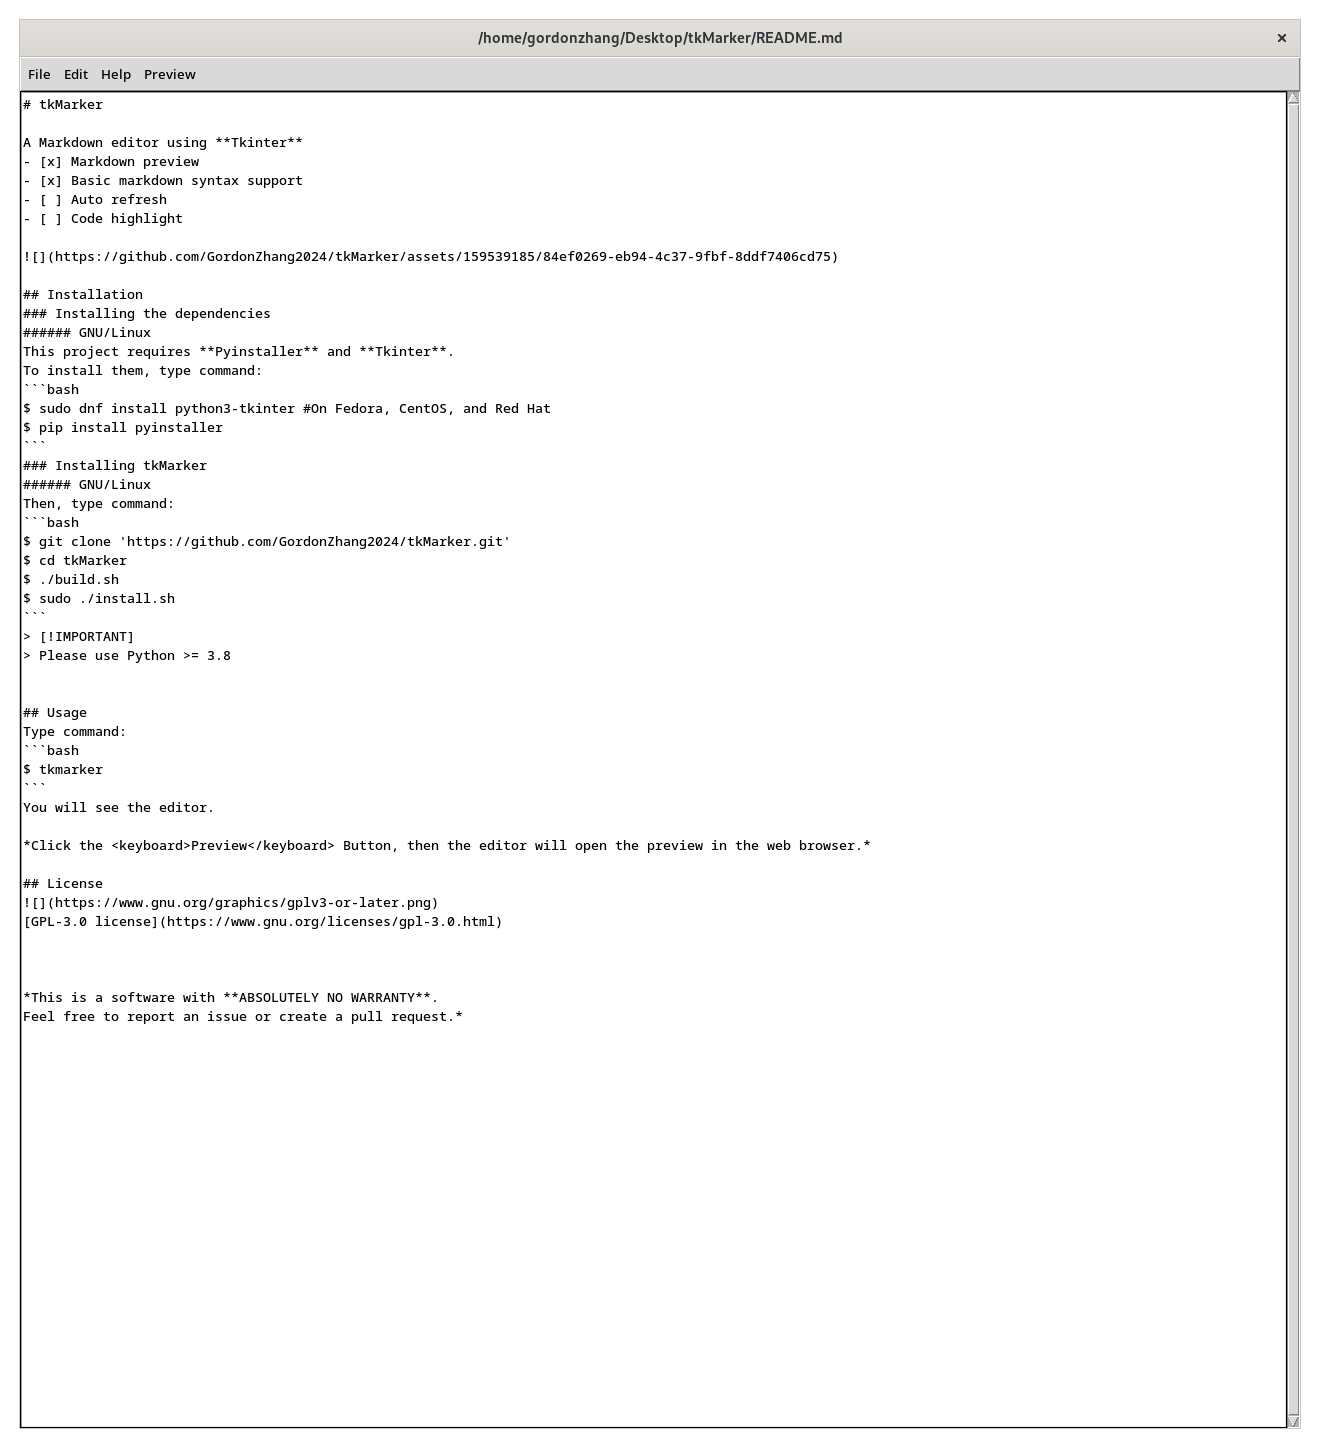 /home/gordonzhang/Desktop/tkMarker/README.md
×
File Edit Help Preview
# tkMarker
A Markdown editor using **Tkinter**
- [x] Markdown preview
- [x] Basic markdown syntax support
- [ ] Auto refresh
- [ ] Code highlight
![](https://github.com/GordonZhang2024/tkMarker/assets/159539185/84ef0269-eb94-4c37-9fbf-8ddf7406cd75)
## Installation
### Installing the dependencies
###### GNU/Linux
This project requires **Pyinstaller** and **Tkinter**.
To install them, type command:
```bash
$ sudo dnf install python3-tkinter #On Fedora, CentOS, and Red Hat
$ pip install pyinstaller
```
### Installing tkMarker
###### GNU/Linux
Then, type command:
```bash
$ git clone 'https://github.com/GordonZhang2024/tkMarker.git'
$ cd tkMarker
$ ./build.sh
$ sudo ./install.sh
```
> [!IMPORTANT]
> Please use Python >= 3.8
## Usage
Type command:
```bash
$ tkmarker
```
You will see the editor.
*Click the <keyboard>Preview</keyboard> Button, then the editor will open the preview in the web browser.*
## License
![](https://www.gnu.org/graphics/gplv3-or-later.png)
[GPL-3.0 license](https://www.gnu.org/licenses/gpl-3.0.html)
*This is a software with **ABSOLUTELY NO WARRANTY**.
Feel free to report an issue or create a pull request.*